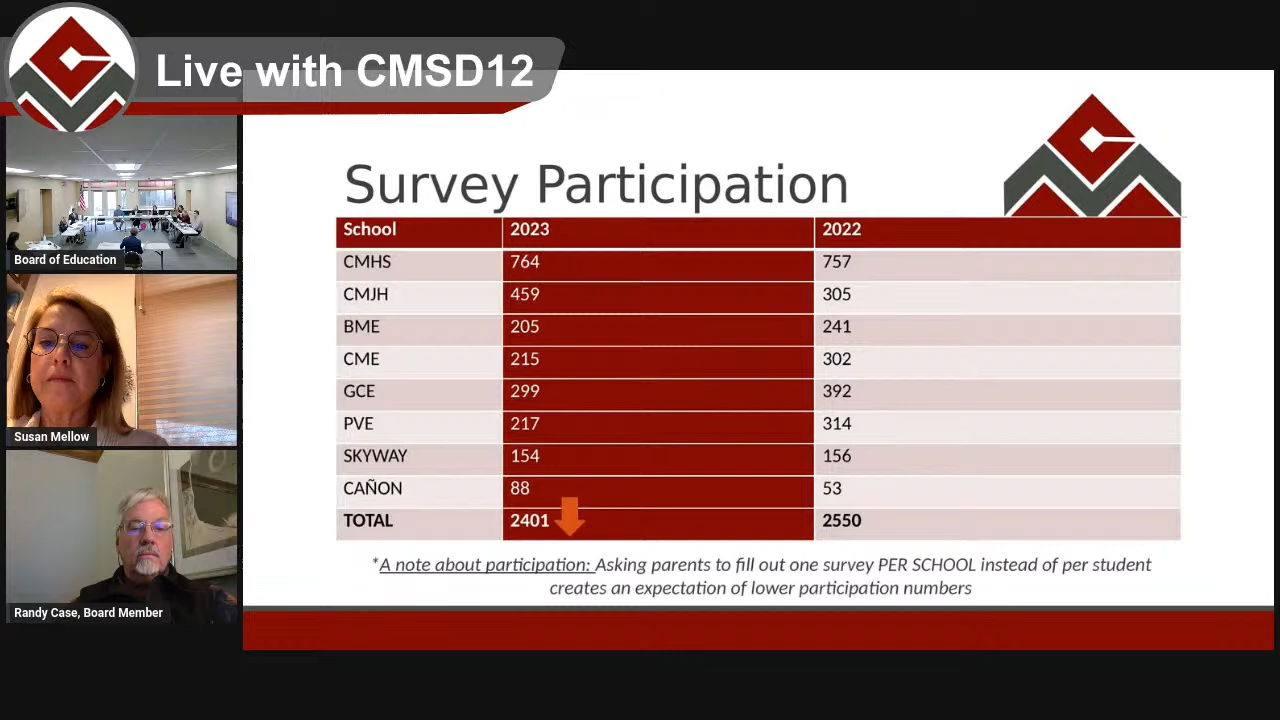 Live with CMSD12
Board of Education
Susan Mellow
Randy Case, Board Member
Survey Participation
School 2023 2022
CMHS 764 757
CMJH 459 305
BME 205 241
CME 215 302
GCE 299 392
PVE 217 314
SKYWAY 154 156
CAÑON 88 53
TOTAL 2401 2550
*A note about participation: Asking parents to fill out one survey PER SCHOOL instead of per student
creates an expectation of lower participation numbers